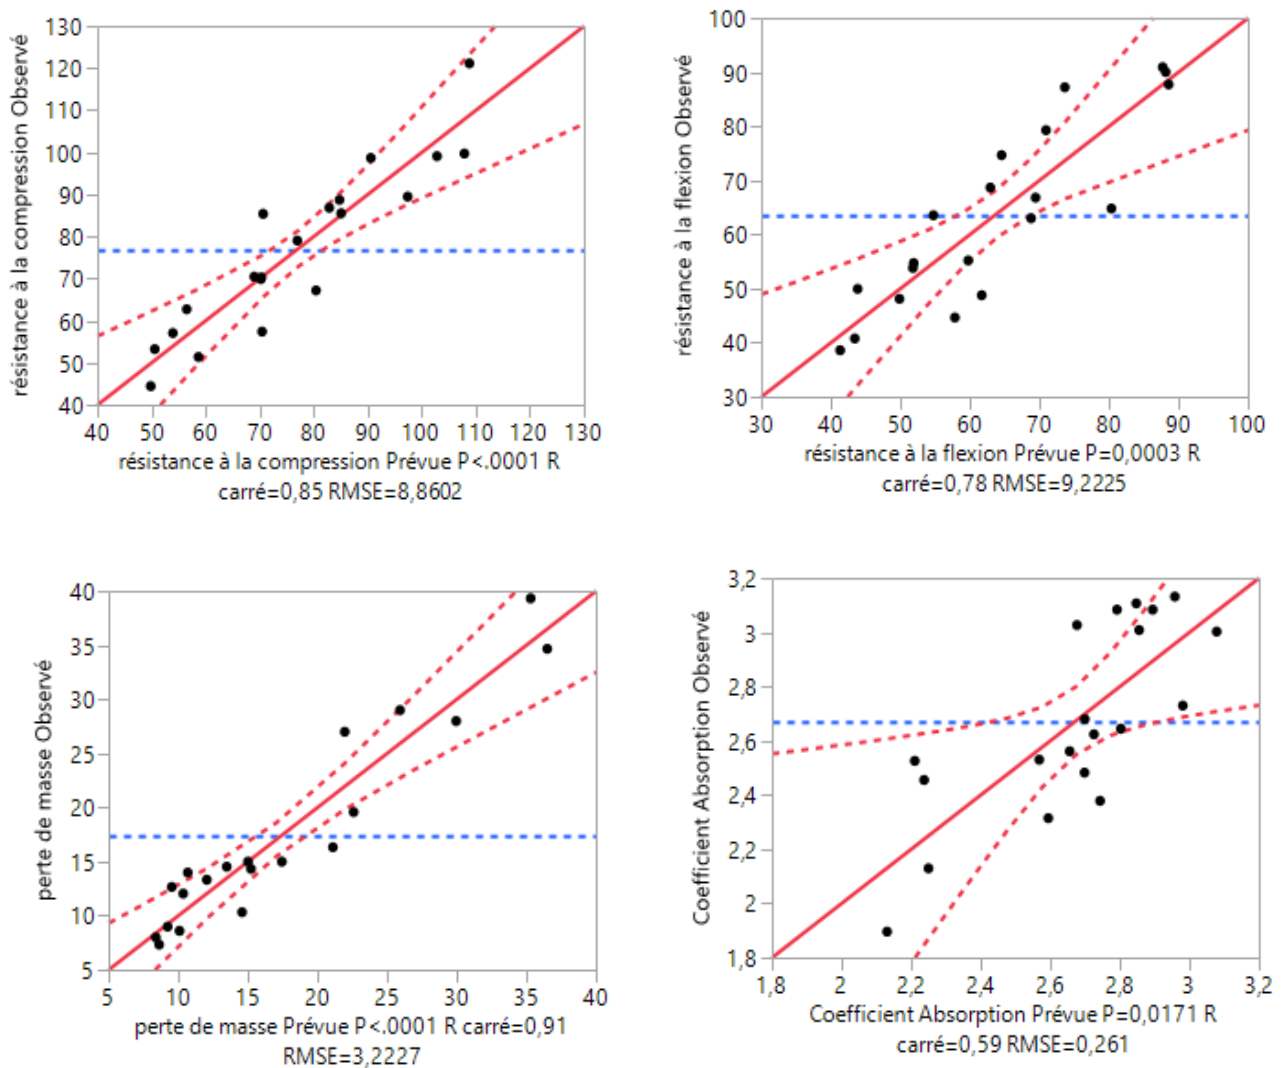 résistance à la compression Observé
130
120
110
100
90
80
70
60
50
40
40 50 60 70 80 90 100 110 120 130
résistance à la compression Prévue P<.0001 R
carré=0,85 RMSE=8,8602
résistance à la flexion Observé
100
90
80
70
60
50
40
30
30 40 50 60 70 80 90 100
résistance à la flexion Prévue P=0,0003 R
carré=0,78 RMSE=9,2225
perte de masse Observé
40
35
30
25
20
15
10
5
5 10 15 20 25 30 35 40
perte de masse Prévue P<.0001 R carré=0,91
RMSE=3,2227
Coefficient Absorption Observé
3,2
3
2,8
2,6
2,4
2,2
2
1,8
1,8 2 2,2 2,4 2,6 2,8 3 3,2
Coefficient Absorption Prévue P=0,0171 R
carré=0,59 RMSE=0,261